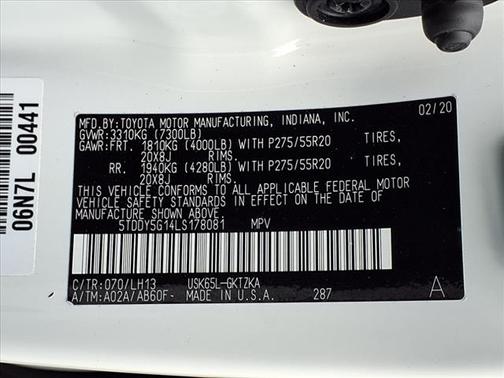 MFD.BY:TOYOTA MOTOR MANUFACTURING, INDIANA, INC. 02/20
GVWR:3310KG (7300LB)
GAWR:FRT. 1810KG (4000LB) WITH P275/55R20 TIRES,
20X8J RIMS.
RR. 1940KG (4280LB) WITH P275/55R20 TIRES,
20X8J RIMS.
THIS VEHICLE CONFORMS TO ALL APPLICABLE FEDERAL MOTOR
VEHICLE SAFETY STANDARDS IN EFFECT ON THE DATE OF
MANUFACTURE SHOWN ABOVE.
5TDDY5G14LS178081 MPV
C/TR:070/LH13 USK65L-GKTZKA
A/TM:A02A/AB60F- MADE IN U.S.A. 287 A
06N7L 00441